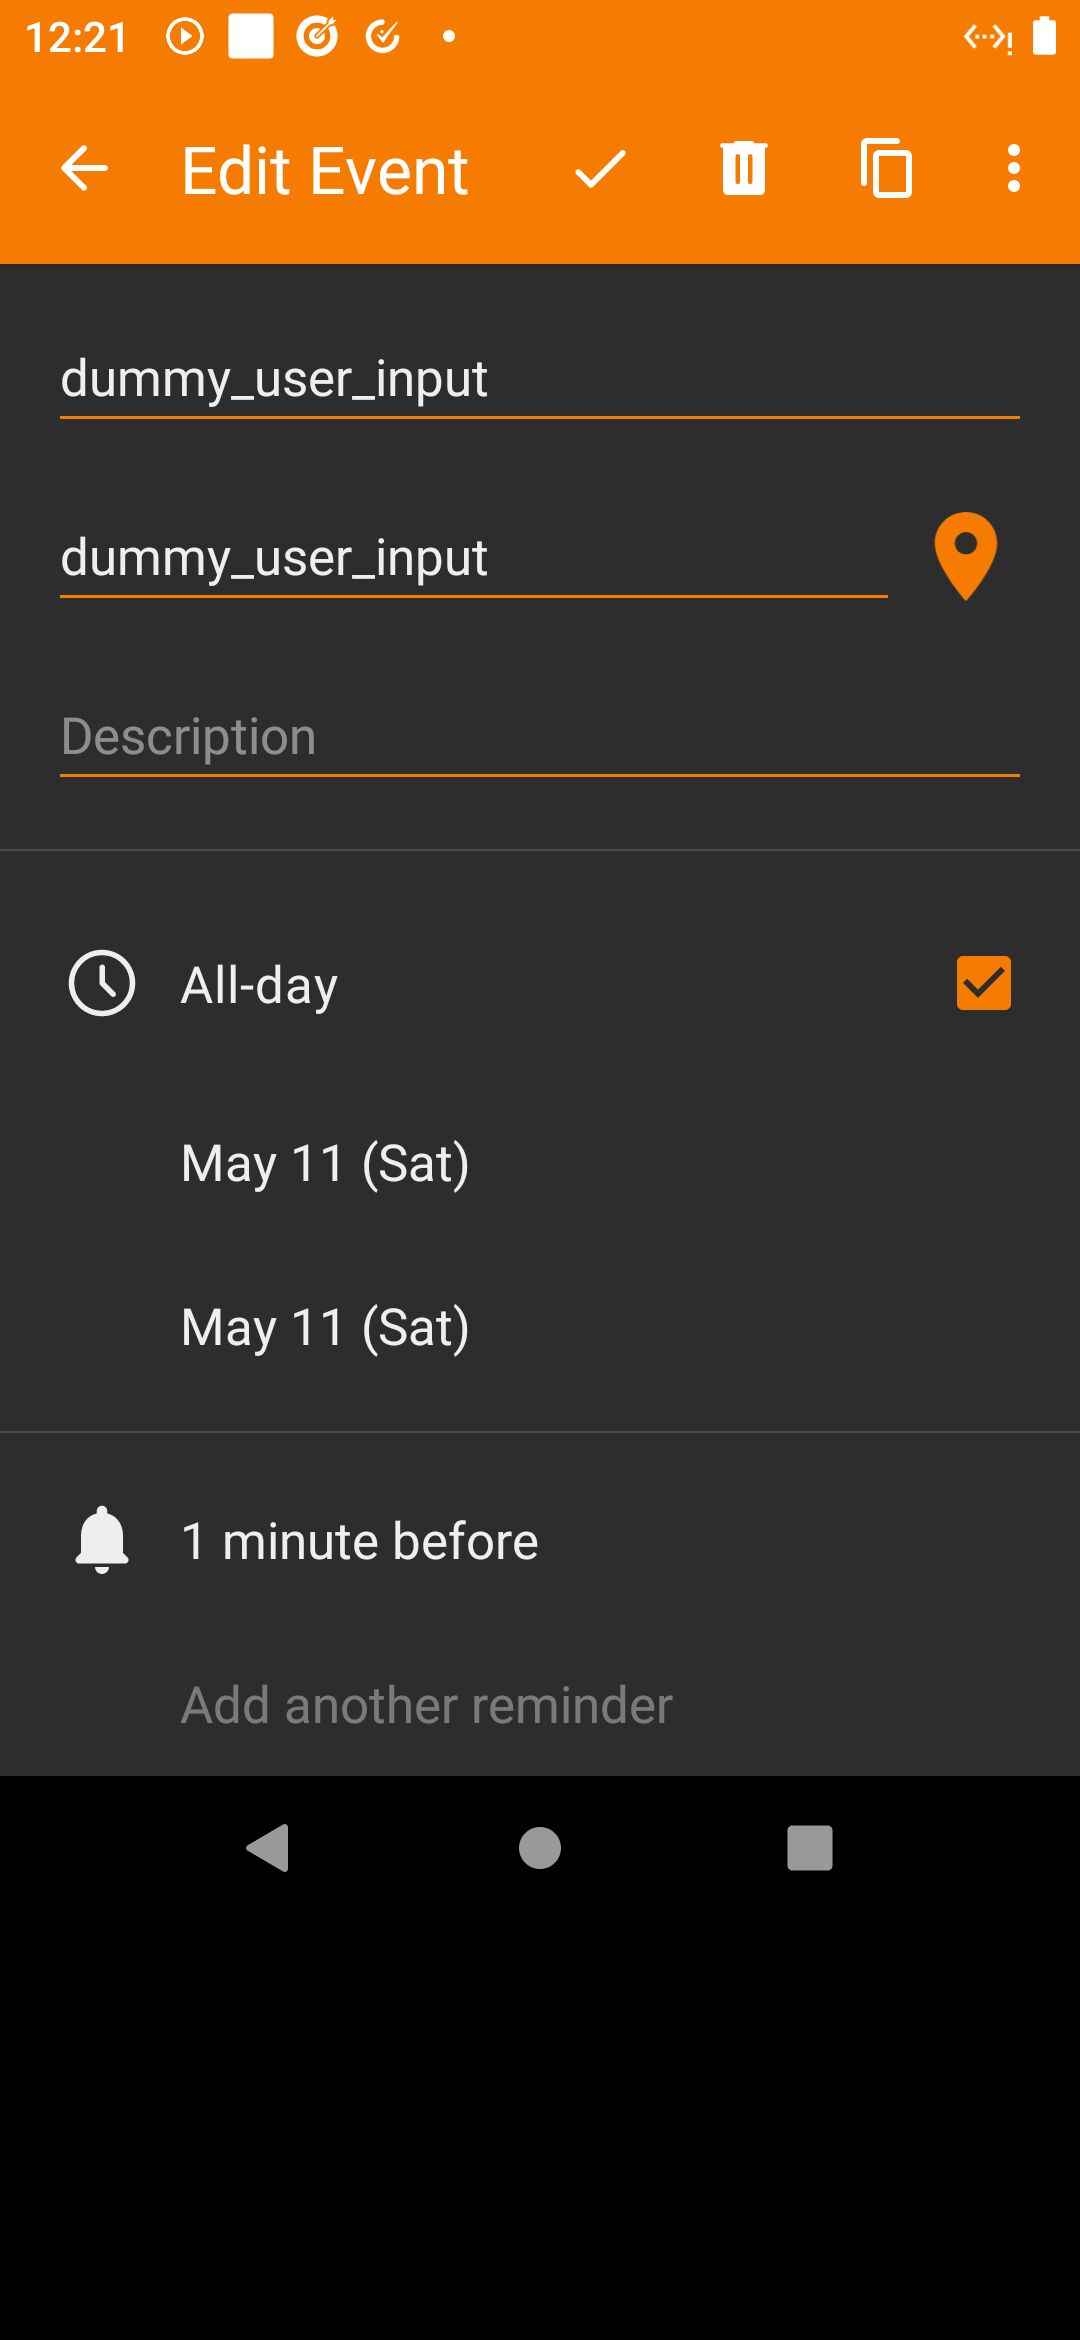 12:21
Edit Event
dummy_user_input
dummy_user_input
Description
All-day
May 11 (Sat)
May 11 (Sat)
1 minute before
Add another reminder